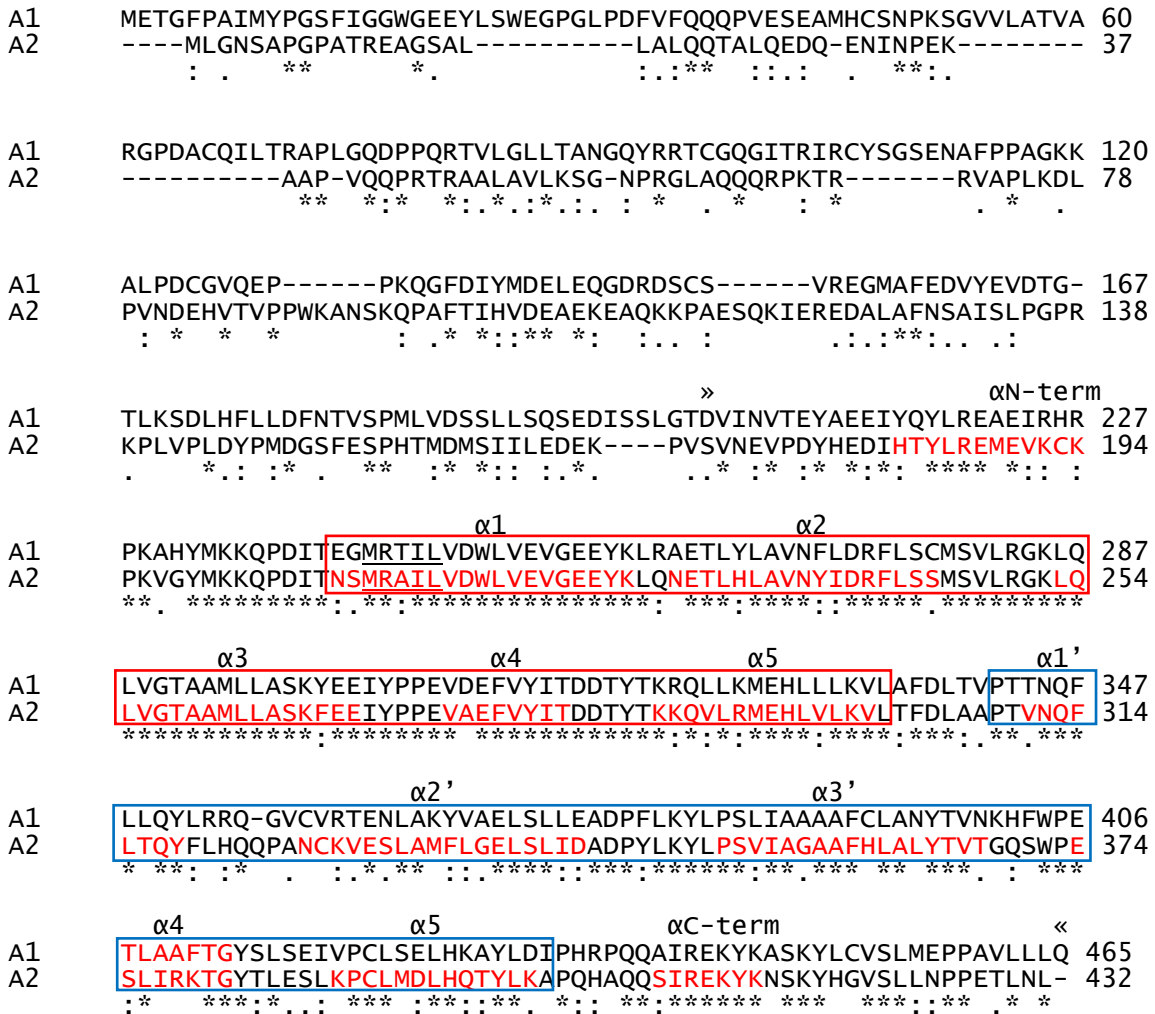 A1 METGFPAIMYPGSFIGGWGEEYLSWEGPGLPDFVFQQQPVESEAMHCSNPKSGVVLATVA 60
A2 ----MLGNSAPGPATREAGSAL----------LALQQTALQEDQ-ENINPEK-------- 37
: . ** *. :.:** ::.: . **:.
A1 RGPDACQILTRAPLGQDPPQRTVLGLLTANGQYRRTCGQGITRIRCYSGSENAFPPAGKK 120
A2 ----------AAP-VQQPRTRAALAVLKSG-NPRGLAQQQRPKTR-------RVAPLKDL 78
** *:* *:.*.:*.:. : * . * : * . * .
A1 ALPDCGVQEP------PKQGFDIYMDELEQGDRDSCS------VREGMAFEDVYEVDTG- 167
A2 PVNDEHVTVPPWKANSKQPAFTIHVDEAEKEAQKKPAESQKIEREDALAFNSAISLPGPR 138
: * * * : .* *::** *: :.. : .:.:**:.. .:
» αN-term
A1 TLKSDLHFLLDFNTVSPMLVDSSLLSQSEDISSLGTDVINVTEYAEEIYQYLREAEIRHR 227
A2 KPLVPLDYPMDGSFESPHTMDMSIILEDEK----PVSVNEVPDYHEDIHTYLREMEVKCK 194
. *.: :* . ** :* *:: :.*. ..* :* :* *:*: **** *:: :
α1 α2
A1 PKAHYMKKQPDITEGMRTILVDWLVEVGEEYKLRAETLYLAVNFLDRFLSCMSVLRGKLQ 287
A2 PKVGYMKKQPDITNSMRAILVDWLVEVGEEYKLQNETLHLAVNYIDRFLSSMSVLRGKLQ 254
**. *********:.**:***************: ***:****::*****.*********
α3 α4 α5
A1 LVGTAAMLLASKYEEIYPPEVDEFVYITDDTYTKRQLLKMEHLLLKVLAFDLTVPTTNQF 347
A2 LVGTAAMLLASKFEEIYPPEVAEFVYITDDTYTKKQVLRMEHLVLKVLTFDLAAPTVNQF 314
************:******** ************:*:*:****:****:***:.**.***
α1’
α2’ α3’
A1 LLQYLRRQ-GVCVRTENLAKYVAELSLLEADPFLKYLPSLIAAAAFCLANYTVNKHFWPE 406
A2 LTQYFLHQQPANCKVESLAMFLGELSLIDADPYLKYLPSVIAGAAFHLALYTVTGQSWPE 374
* **: :* . :.*.** ::.****::***:******:**.*** ** ***. : ***
α4 α5 αC-term «
A1 TLAAFTGYSLSEIVPCLSELHKAYLDIPHRPQQAIREKYKASKYLCVSLMEPPAVLLLQ 465
A2 SLIRKTGYTLESLKPCLMDLHQTYLKAPQHAQQSIREKYKNSKYHGVSLLNPPETLNL- 432
:* ***:*.:: *** :**::**. *:: **:****** *** ***::** .* *